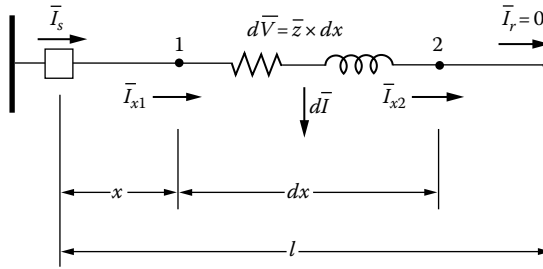 I̅s
I̅r = 0
dV̅ = z̅ × dx
1
2
I̅x1
I̅x2
dI̅
x
dx
l